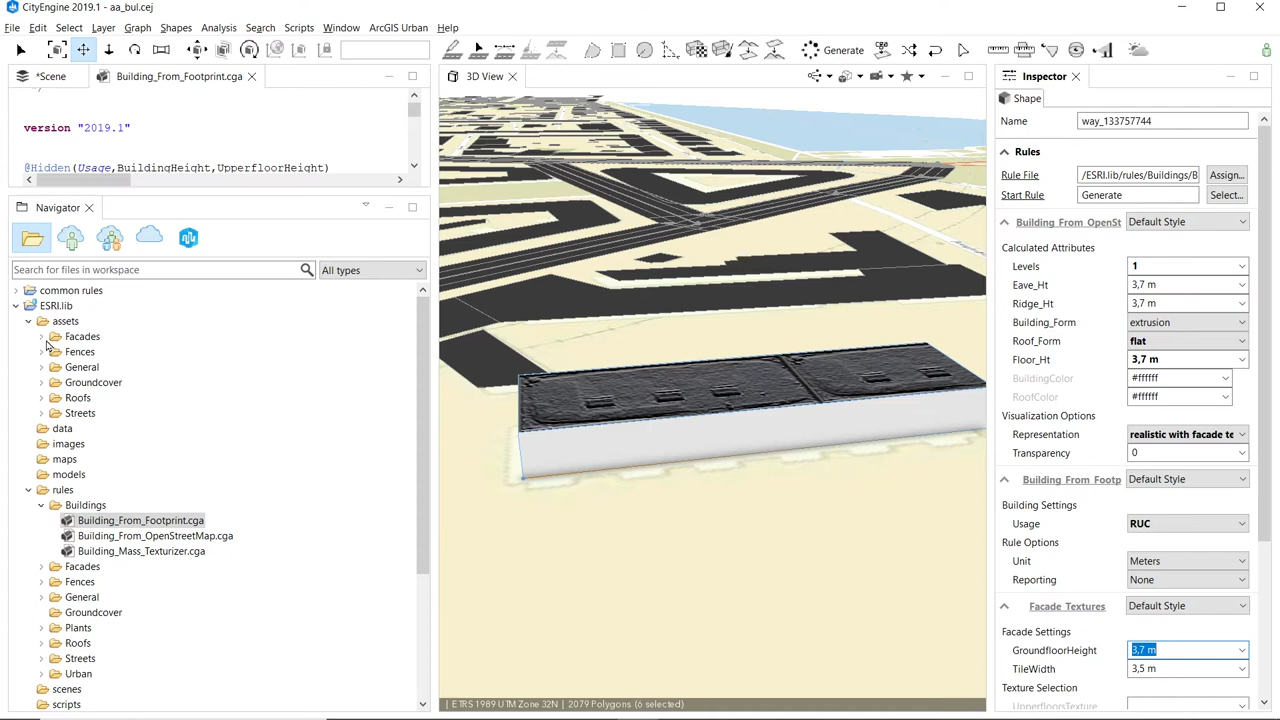 CityEngine 2019.1 - aa_bul.cej
File Edit Select Layer Graph Shapes Analysis Search Scripts Window ArcGIS Urban Help
Generate
*Scene Building_From_Footprint.cga
*/
version "2019.1"
@Hidden(Usage,BuildingHeight,UpperfloorHeight)
Navigator
Search for files in workspace
All types
common rules
ESRI.lib
assets
Facades
Fences
General
Groundcover
Roofs
Streets
data
images
maps
models
rules
Buildings
Building_From_Footprint.cga
Building_From_OpenStreetMap.cga
Building_Mass_Texturizer.cga
Facades
Fences
General
Groundcover
Plants
Roofs
Streets
Urban
scenes
scripts
3D View
ETRS 1989 UTM Zone 32N | 2079 Polygons (6 selected)
Inspector
Shape
Name way_133757744
Rules
Rule File /ESRI.lib/rules/Buildings/B Assign...
Start Rule Generate Select...
Building_From_OpenSt Default Style
Calculated Attributes
Levels 1
Eave_Ht 3,7 m
Ridge_Ht 3,7 m
Building_Form extrusion
Roof_Form flat
Floor_Ht 3,7 m
BuildingColor #ffffff
RoofColor #ffffff
Visualization Options
Representation realistic with facade te
Transparency 0
Building_From_Footp Default Style
Building Settings
Usage RUC
Rule Options
Unit Meters
Reporting None
Facade_Textures Default Style
Facade Settings
GroundfloorHeight 3,7 m
TileWidth 3,5 m
Texture Selection
UpperfloorsTexture